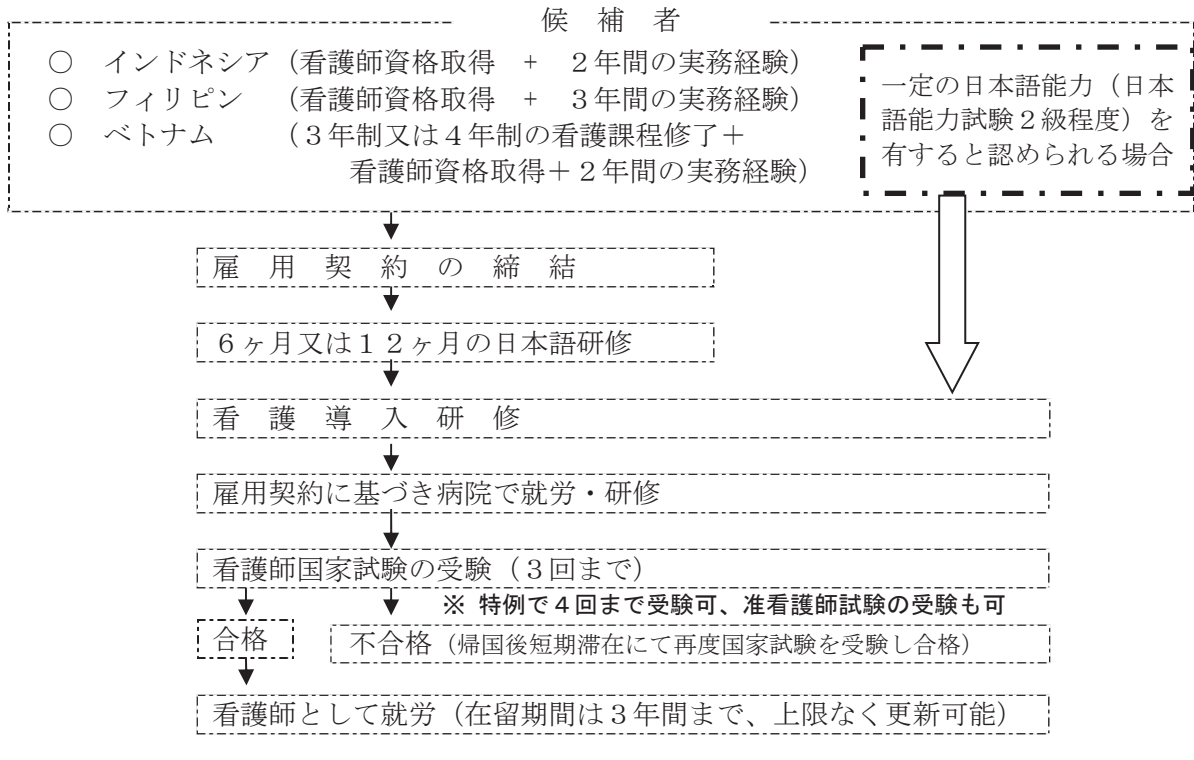 候　補　者
○　インドネシア（看護師資格取得　+　２年間の実務経験）
○　フィリピン　（看護師資格取得　+　３年間の実務経験）
○　ベトナム　　（３年制又は４年制の看護課程修了＋
看護師資格取得＋２年間の実務経験）
一定の日本語能力（日本
語能力試験２級程度）を
有すると認められる場合
雇　用　契　約　の　締　結
６ヶ月又は１２ヶ月の日本語研修
看　護　導　入　研　修
雇用契約に基づき病院で就労・研修
看護師国家試験の受験（３回まで）
※ 特例で４回まで受験可、准看護師試験の受験も可
合格
不合格（帰国後短期滞在にて再度国家試験を受験し合格）
看護師として就労（在留期間は３年間まで、上限なく更新可能）